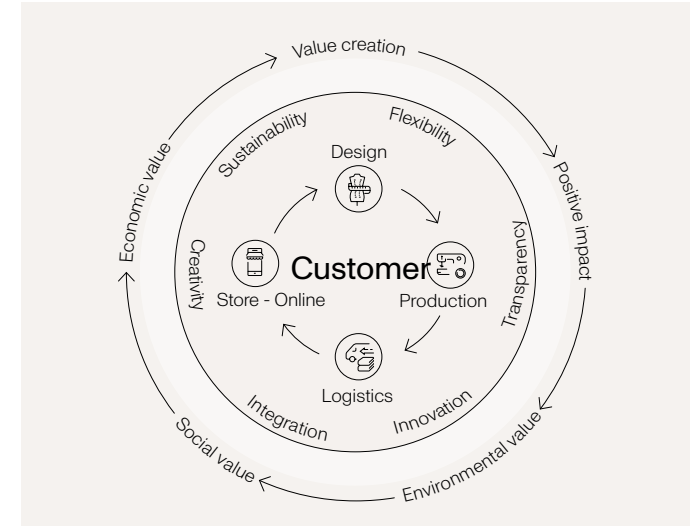 Value creation
Positive impact
Environmental value
Social value
Economic value
Sustainability
Flexibility
Transparency
Innovation
Integration
Creativity
Design
Customer
Store - Online
Production
Logistics